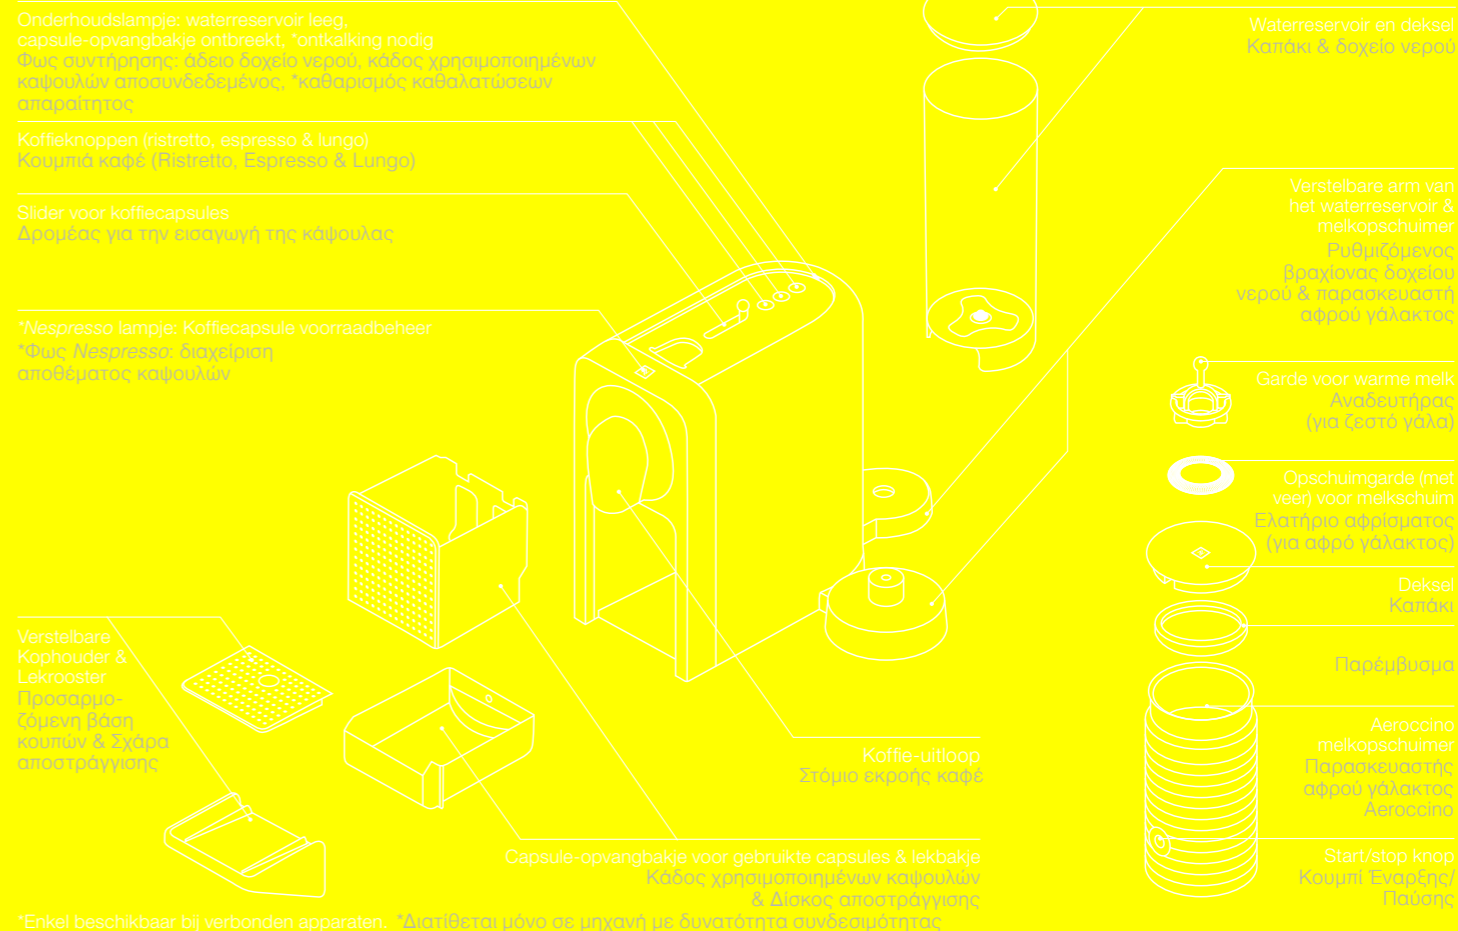 Onderhoudslampje: waterreservoir leeg,
capsule-opvangbakje ontbreekt, *ontkalking nodig
Φως συντήρησης: άδειο δοχείο νερού, κάδος χρησιμοποιημένων
καψουλών αποσυνδεδεμένος, *καθαρισμός καθαλατώσεων
απαραίτητος
Koffieknoppen (ristretto, espresso & lungo)
Κουμπιά καφέ (Ristretto, Espresso & Lungo)
Slider voor koffiecapsules
Δρομέας για την εισαγωγή της κάψουλας
*Nespresso lampje: Koffiecapsule voorraadbeheer
*Φως Nespresso: διαχείριση
αποθέματος καψουλών
Verstelbare
Kophouder &
Lekrooster
Προσαρμο-
ζόμενη βάση
κουπών & Σχάρα
αποστράγγισης
Koffie-uitloop
Στόμιο εκροής καφέ
Capsule-opvangbakje voor gebruikte capsules & lekbakje
Κάδος χρησιμοποιημένων καψουλών
& Δίσκος αποστράγγισης
Waterreservoir en deksel
Καπάκι & δοχείο νερού
Verstelbare arm van
het waterreservoir &
melkopschuimer
Ρυθμιζόμενος
βραχίονας δοχείου
νερού & παρασκευαστή
αφρού γάλακτος
Garde voor warme melk
Αναδευτήρας
(για ζεστό γάλα)
Opschuimgarde (met
veer) voor melkschuim
Ελατήριο αφρίσματος
(για αφρό γάλακτος)
Deksel
Καπάκι
Παρέμβυσμα
Aeroccino
melkopschuimer
Παρασκευαστής
αφρού γάλακτος
Aeroccino
Start/stop knop
Κουμπί Έναρξης/
Παύσης
*Enkel beschikbaar bij verbonden apparaten. *Διατίθεται μόνο σε μηχανή με δυνατότητα συνδεσιμότητας